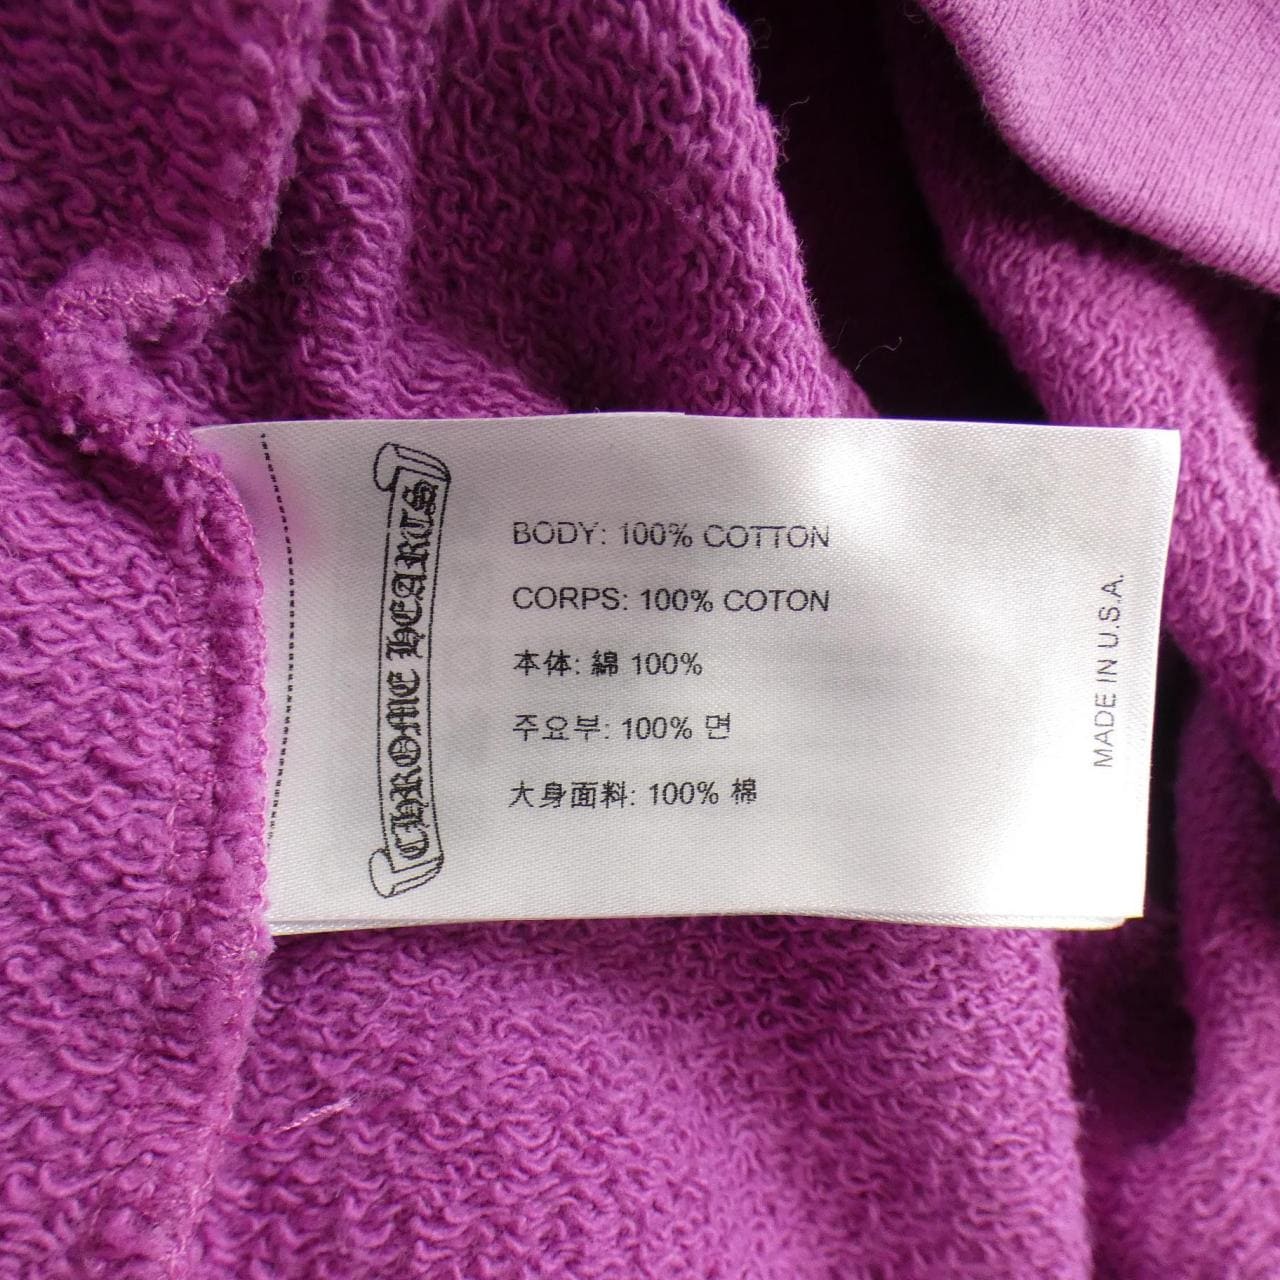 CHROME HEARTS
BODY: 100% COTTON
CORPS: 100% COTON
本体: 綿 100%
주요부: 100% 면
大身面料: 100% 棉
MADE IN U.S.A.